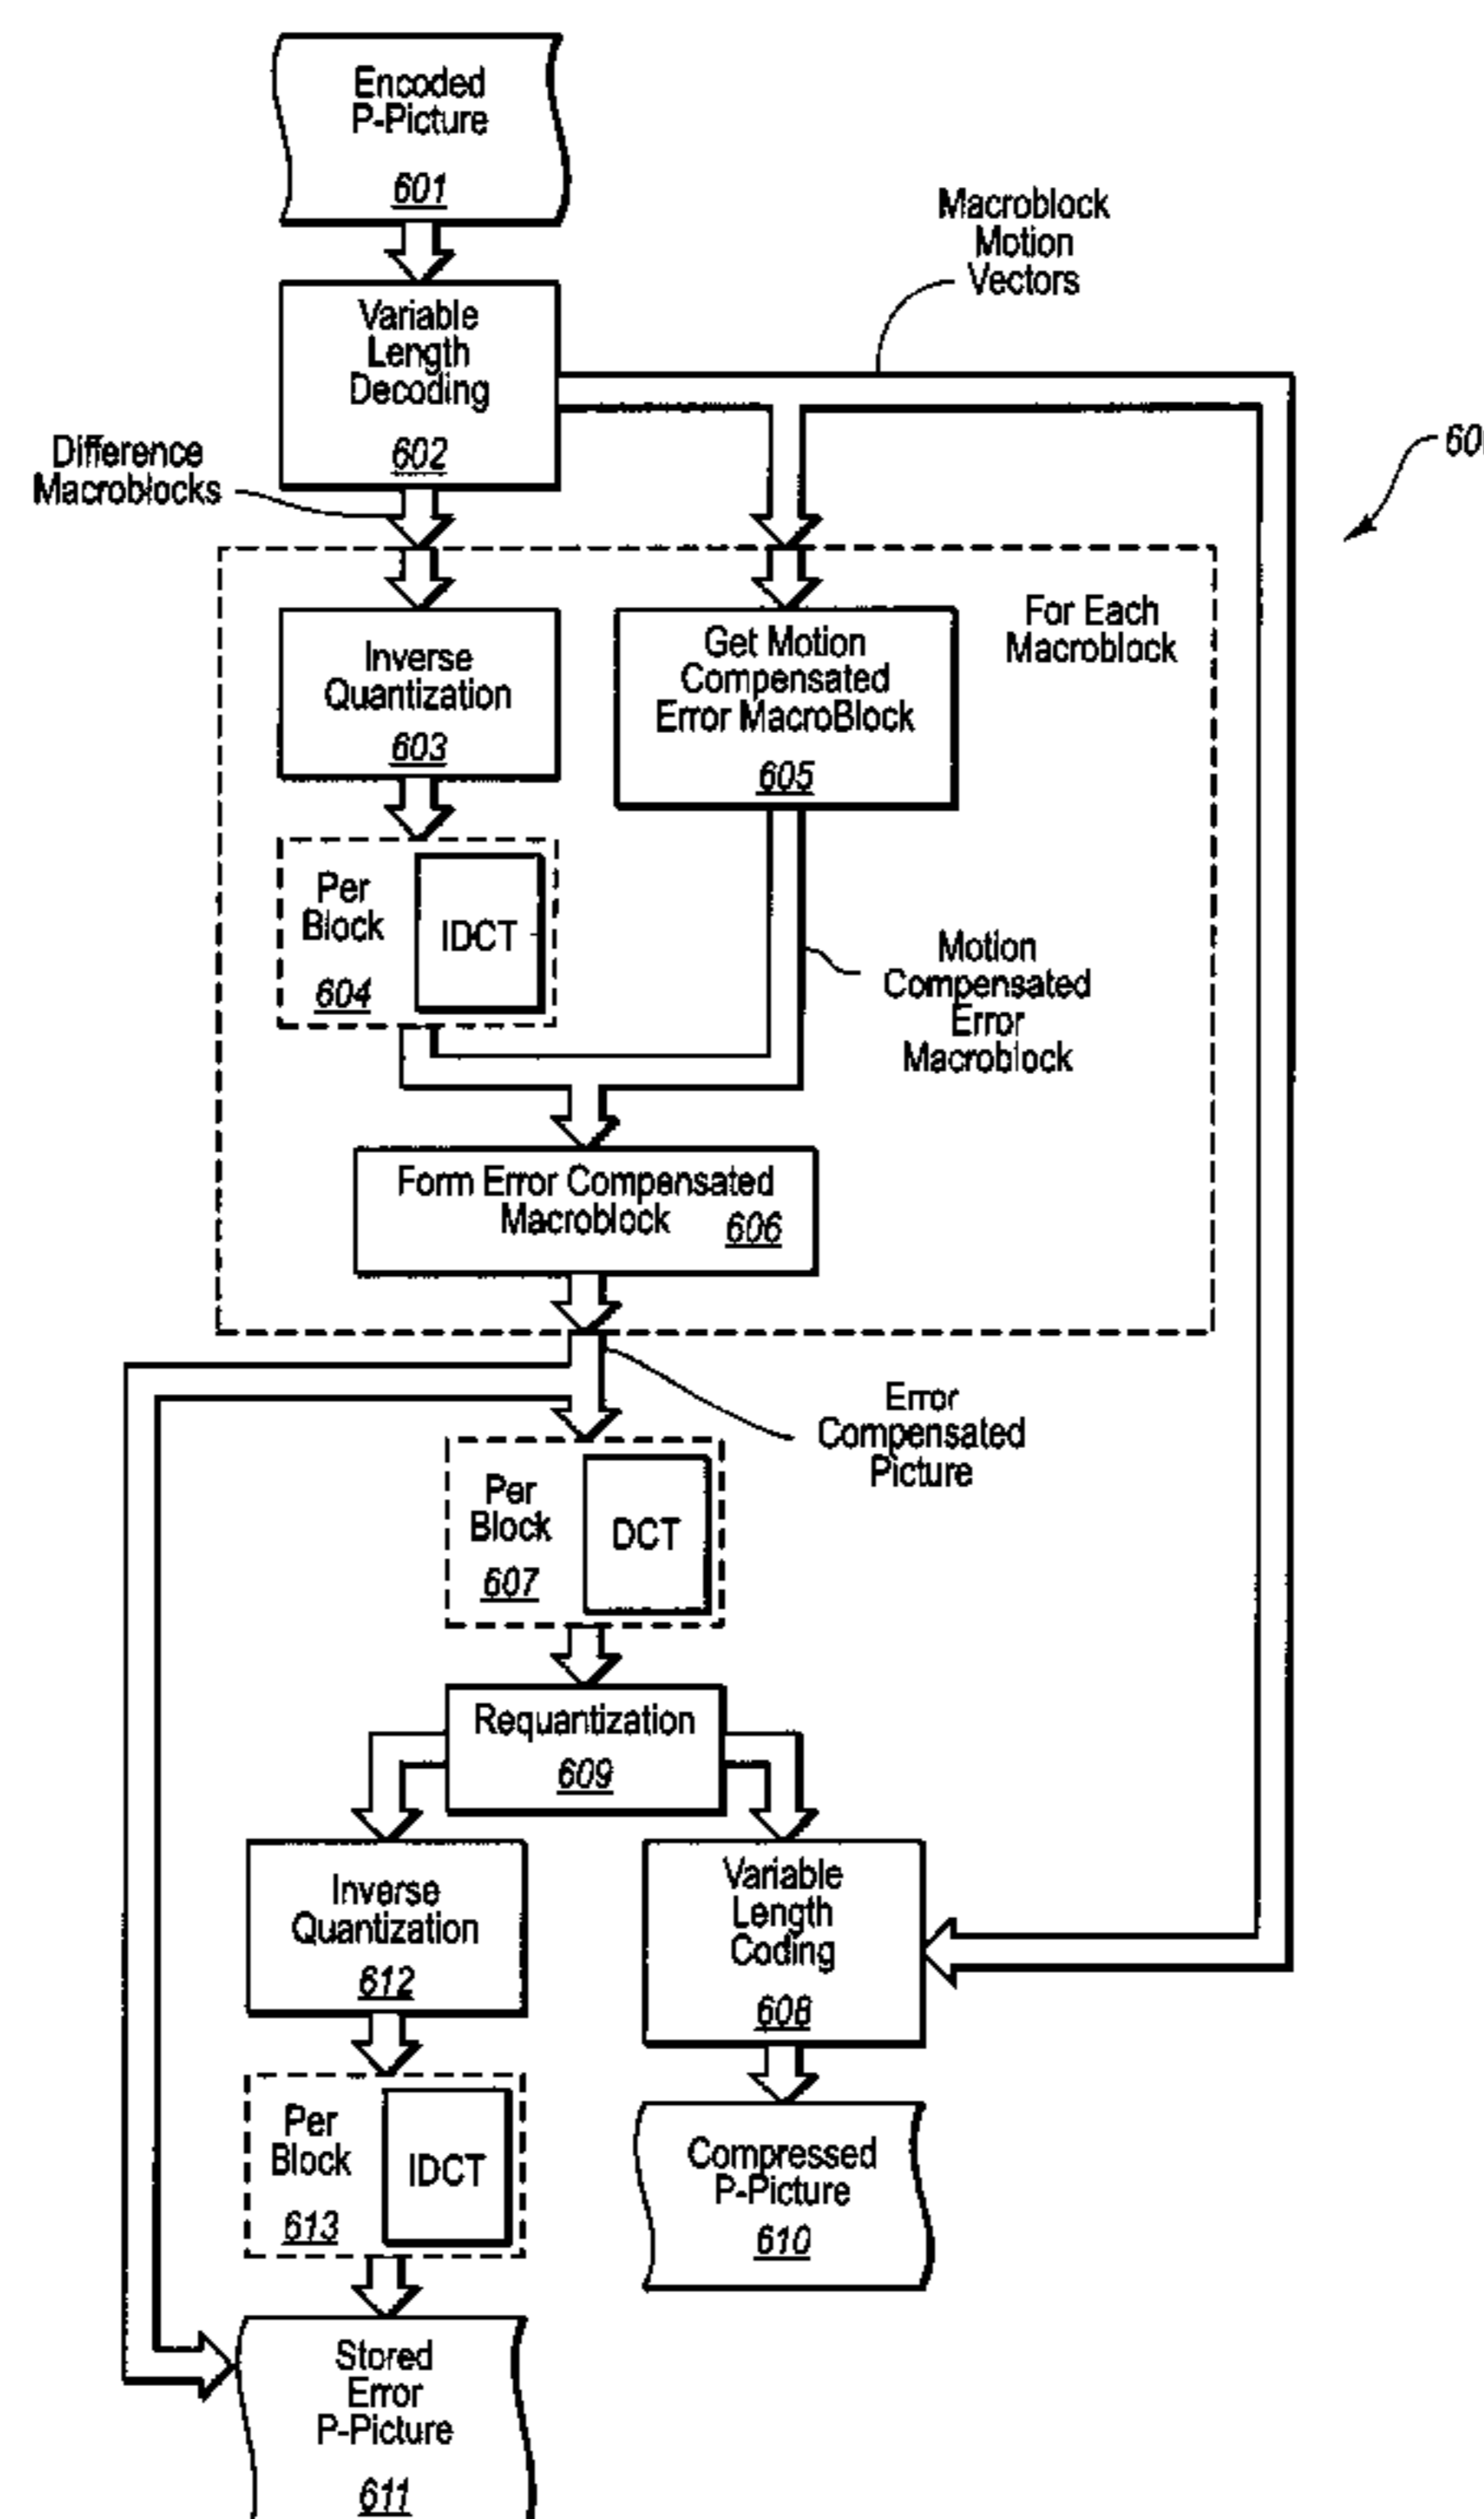 Encoded
P-Picture
601
Macroblock
Motion
Vectors
Variable
Length
Decoding
602
Difference
Macroblocks
60
For Each
Macroblock
Inverse
Quantization
603
Get Motion
Compensated
Error MacroBlock
605
Per
Block
604
IDCT
Motion
Compensated
Error
Macroblock
Form Error Compensated
Macroblock 606
Error
Compensated
Picture
Per
Block
607
DCT
Requantization
609
Inverse
Quantization
612
Variable
Length
Coding
608
Per
Block
613
IDCT
Compressed
P-Picture
610
Stored
Error
P-Picture
611